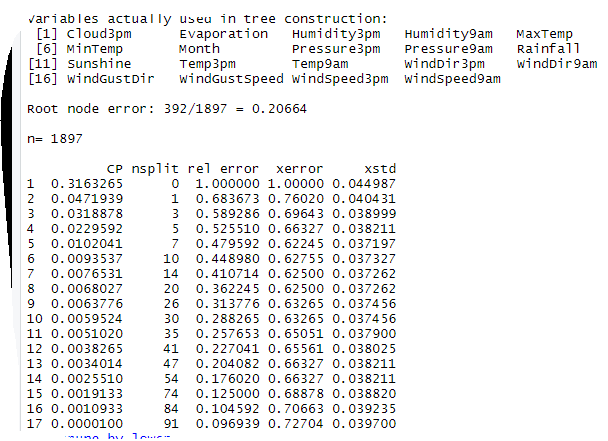 Variables actually used in tree construction:
[1] Cloud3pm Evaporation Humidity3pm Humidity9am MaxTemp
[6] MinTemp Month Pressure3pm Pressure9am Rainfall
[11] Sunshine Temp3pm Temp9am WindDir3pm WindDir9am
[16] WindGustDir WindGustSpeed WindSpeed3pm WindSpeed9am
Root node error: 392/1897 = 0.20664
n= 1897
CP nsplit rel error xerror xstd
1 0.3163265 0 1.000000 1.00000 0.044987
2 0.0471939 1 0.683673 0.76020 0.040431
3 0.0318878 3 0.589286 0.69643 0.038999
4 0.0229592 5 0.525510 0.66327 0.038211
5 0.0102041 7 0.479592 0.62245 0.037197
6 0.0093537 10 0.448980 0.62755 0.037327
7 0.0076531 14 0.410714 0.62500 0.037262
8 0.0068027 20 0.362245 0.62500 0.037262
9 0.0063776 26 0.313776 0.63265 0.037456
10 0.0059524 30 0.288265 0.63265 0.037456
11 0.0051020 35 0.257653 0.65051 0.037900
12 0.0038265 41 0.227041 0.65561 0.038025
13 0.0034014 47 0.204082 0.66327 0.038211
14 0.0025510 54 0.176020 0.66327 0.038211
15 0.0019133 74 0.125000 0.68878 0.038820
16 0.0010933 84 0.104592 0.70663 0.039235
17 0.0000100 91 0.096939 0.72704 0.039700